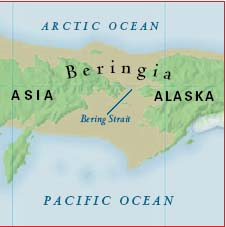 ARCTIC OCEAN
Beringia
ASIA
ALASKA
Bering Strait
PACIFIC OCEAN